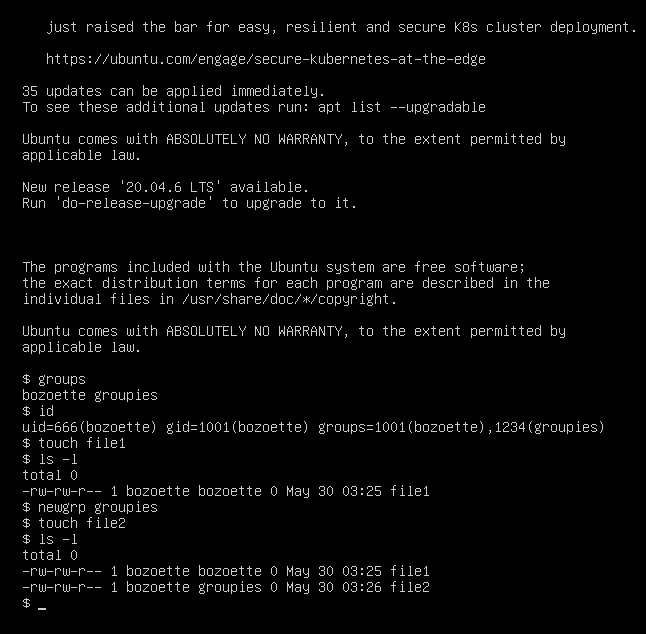 just raised the bar for easy, resilient and secure K8s cluster deployment.
https://ubuntu.com/engage/secure-kubernetes-at-the-edge
35 updates can be applied immediately.
To see these additional updates run: apt list --upgradable
Ubuntu comes with ABSOLUTELY NO WARRANTY, to the extent permitted by
applicable law.
New release '20.04.6 LTS' available.
Run 'do-release-upgrade' to upgrade to it.
The programs included with the Ubuntu system are free software;
the exact distribution terms for each program are described in the
individual files in /usr/share/doc/*/copyright.
Ubuntu comes with ABSOLUTELY NO WARRANTY, to the extent permitted by
applicable law.
$ groups
bozoette groupies
$ id
uid=666(bozoette) gid=1001(bozoette) groups=1001(bozoette),1234(groupies)
$ touch file1
$ ls -l
total 0
-rw-rw-r-- 1 bozoette bozoette 0 May 30 03:25 file1
$ newgrp groupies
$ touch file2
$ ls -l
total 0
-rw-rw-r-- 1 bozoette bozoette 0 May 30 03:25 file1
-rw-rw-r-- 1 bozoette groupies 0 May 30 03:26 file2
$ _